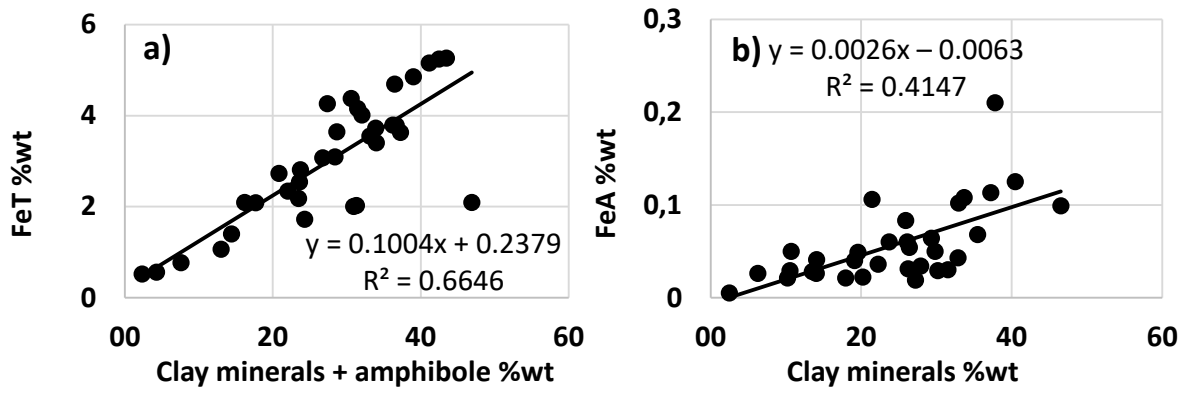 a)
6
4
2
0
FeT %wt
y = 0.1004x + 0.2379
R² = 0.6646
00 20 40 60
Clay minerals + amphibole %wt
b) y = 0.0026x – 0.0063
R² = 0.4147
0,3
0,2
0,1
0
FeA %wt
00 20 40 60
Clay minerals %wt